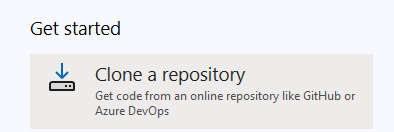 Get started
Clone a repository
Get code from an online repository like GitHub or
Azure DevOps